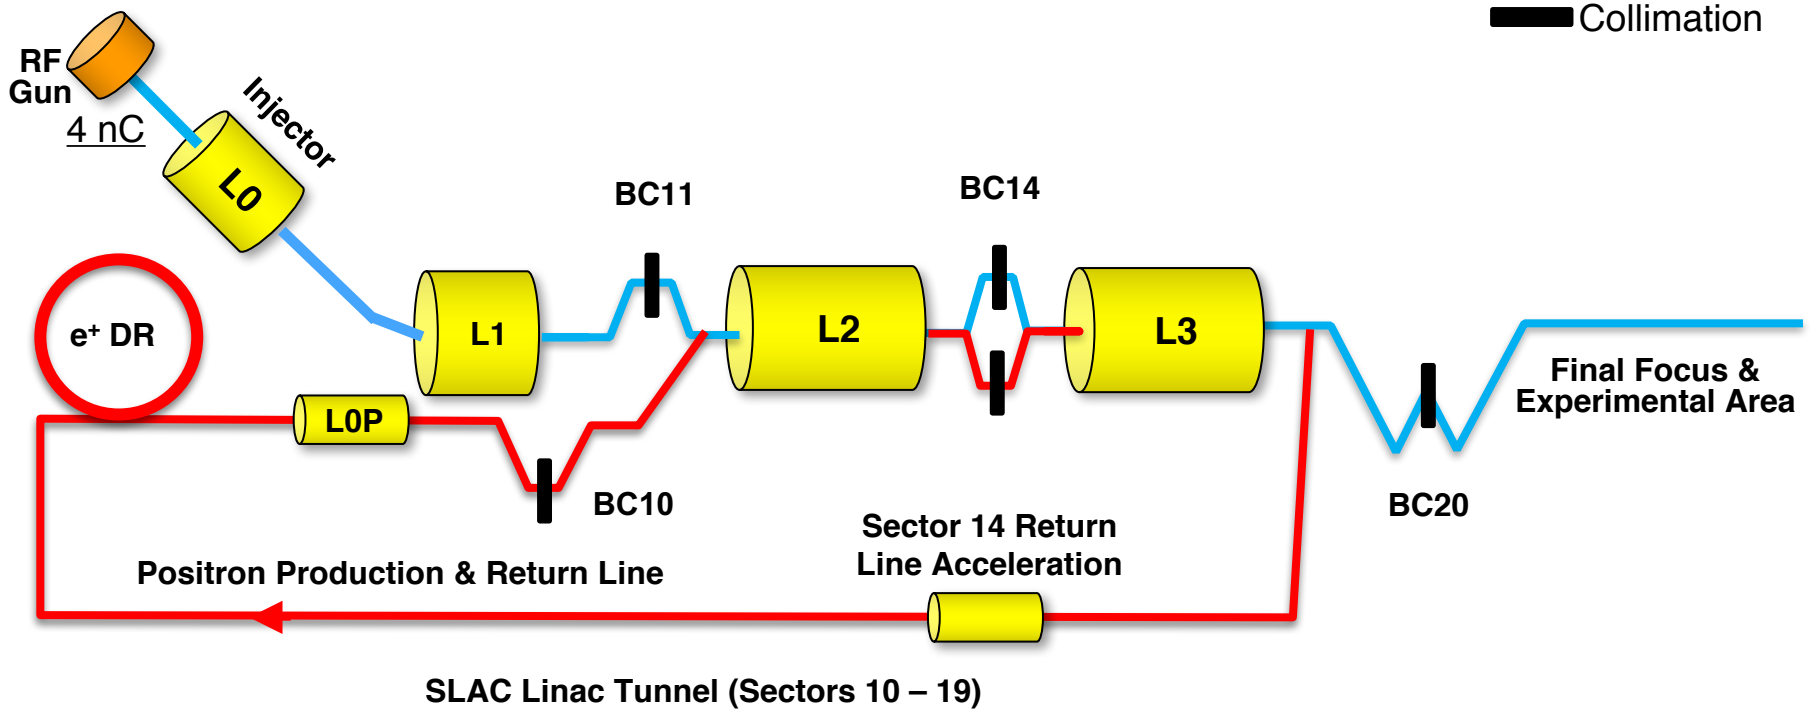 Collimation
RF
Gun
4 nC
Injector
L0
BC11
BC14
e⁺ DR
L1
L2
L3
L0P
Final Focus &
Experimental Area
BC10
BC20
Sector 14 Return
Line Acceleration
Positron Production & Return Line
SLAC Linac Tunnel (Sectors 10 – 19)